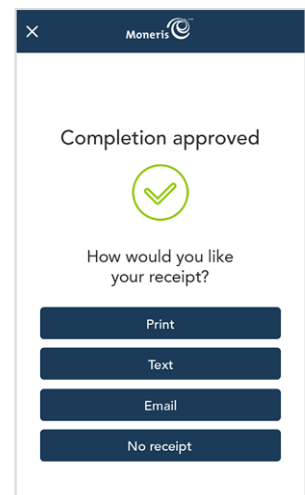 Moneris
Completion approved
How would you like
your receipt?
Print
Text
Email
No receipt